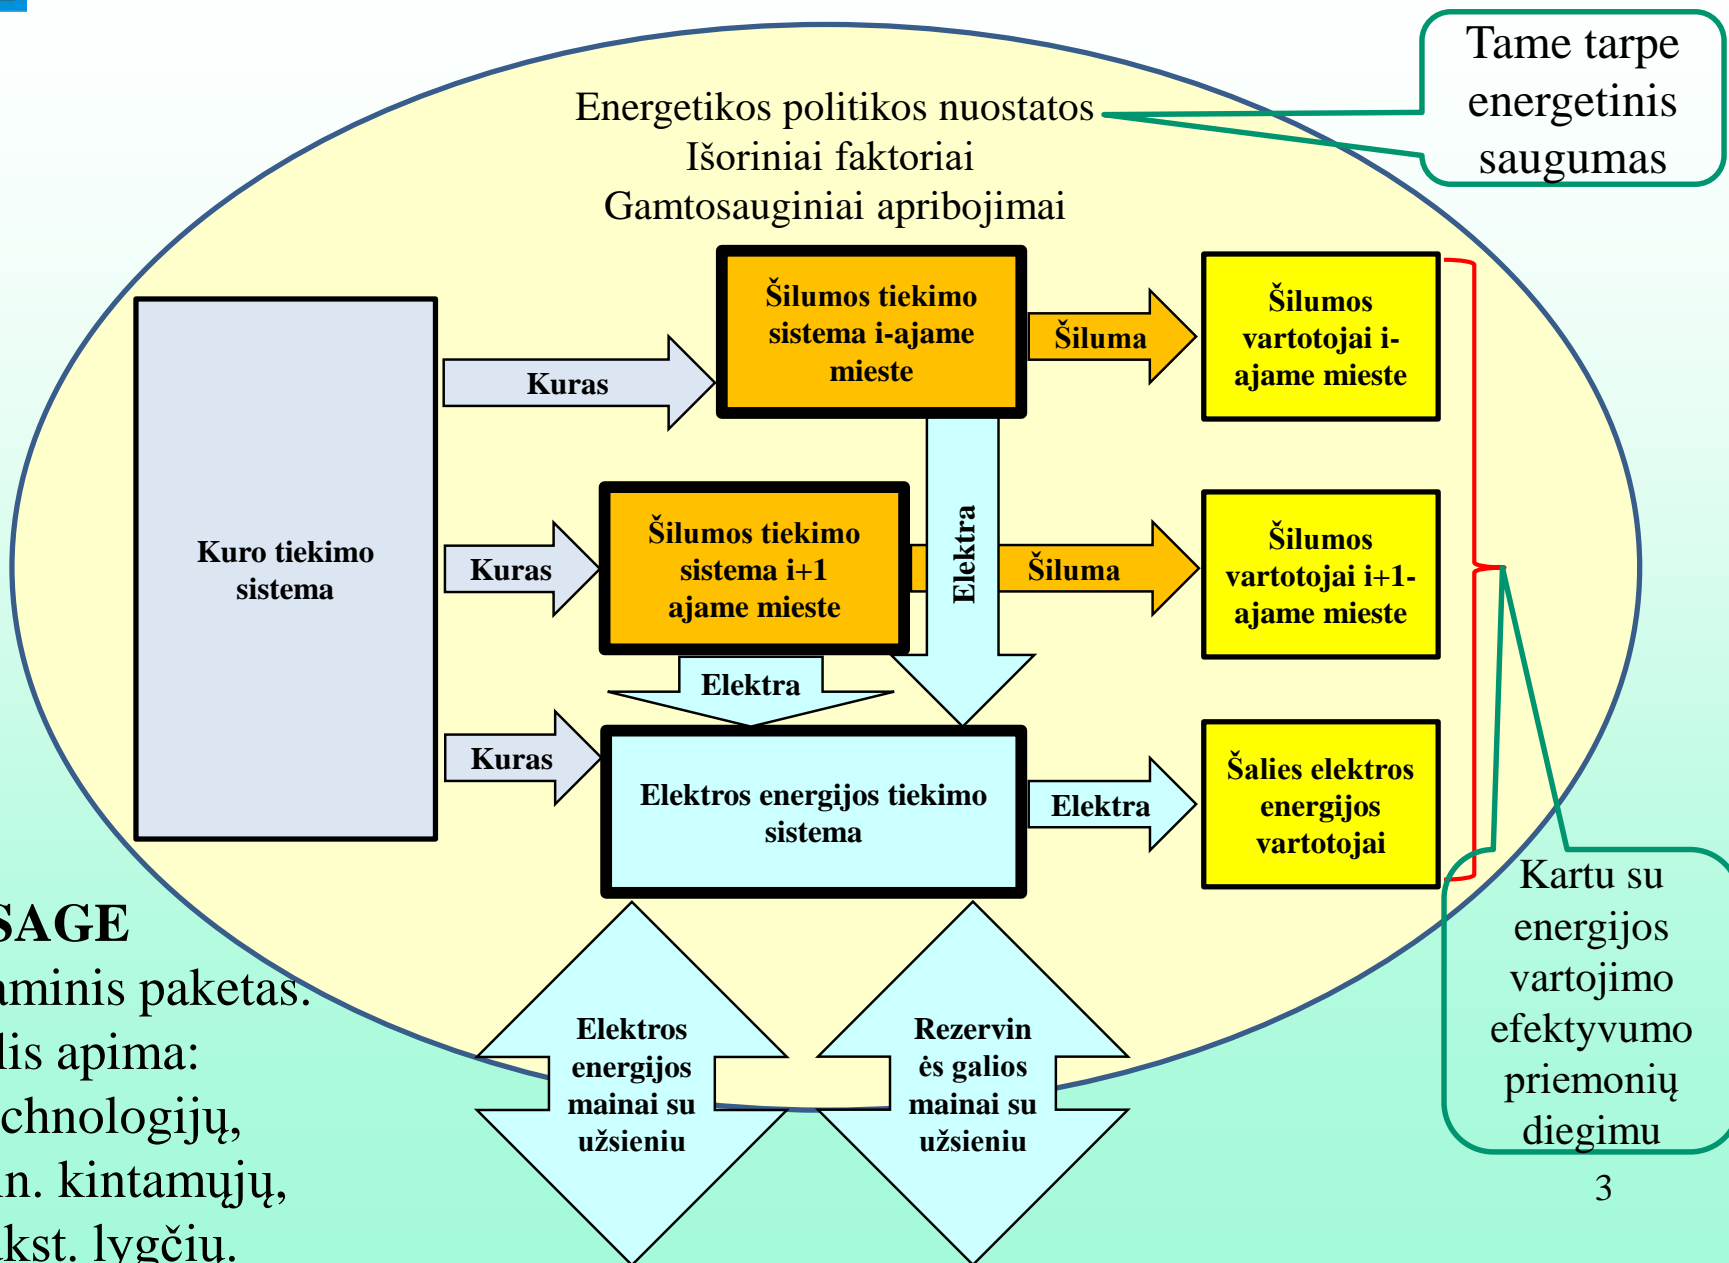 Tame tarpe
energetinis
saugumas
Energetikos politikos nuostatos
Išoriniai faktoriai
Gamtosauginiai apribojimai
Šilumos tiekimo
sistema i-ajame
mieste
Šiluma
Šilumos
vartotojai i-
ajame mieste
Kuras
Kuro tiekimo
sistema
Kuras
Šilumos tiekimo
sistema i+1
ajame mieste
Elektra
Šiluma
Šilumos
vartotojai i+1-
ajame mieste
Elektra
Kuras
Elektros energijos tiekimo
sistema
Elektra
Šalies elektros
energijos
vartotojai
Kartu su
energijos
vartojimo
efektyvumo
priemonių
diegimu
SAGE
aminis paketas.
lis apima:
chnologijų,
in. kintamųjų,
kst. lygčių.
Elektros
energijos
mainai su
užsieniu
Rezervin
ės galios
mainai su
užsieniu
3